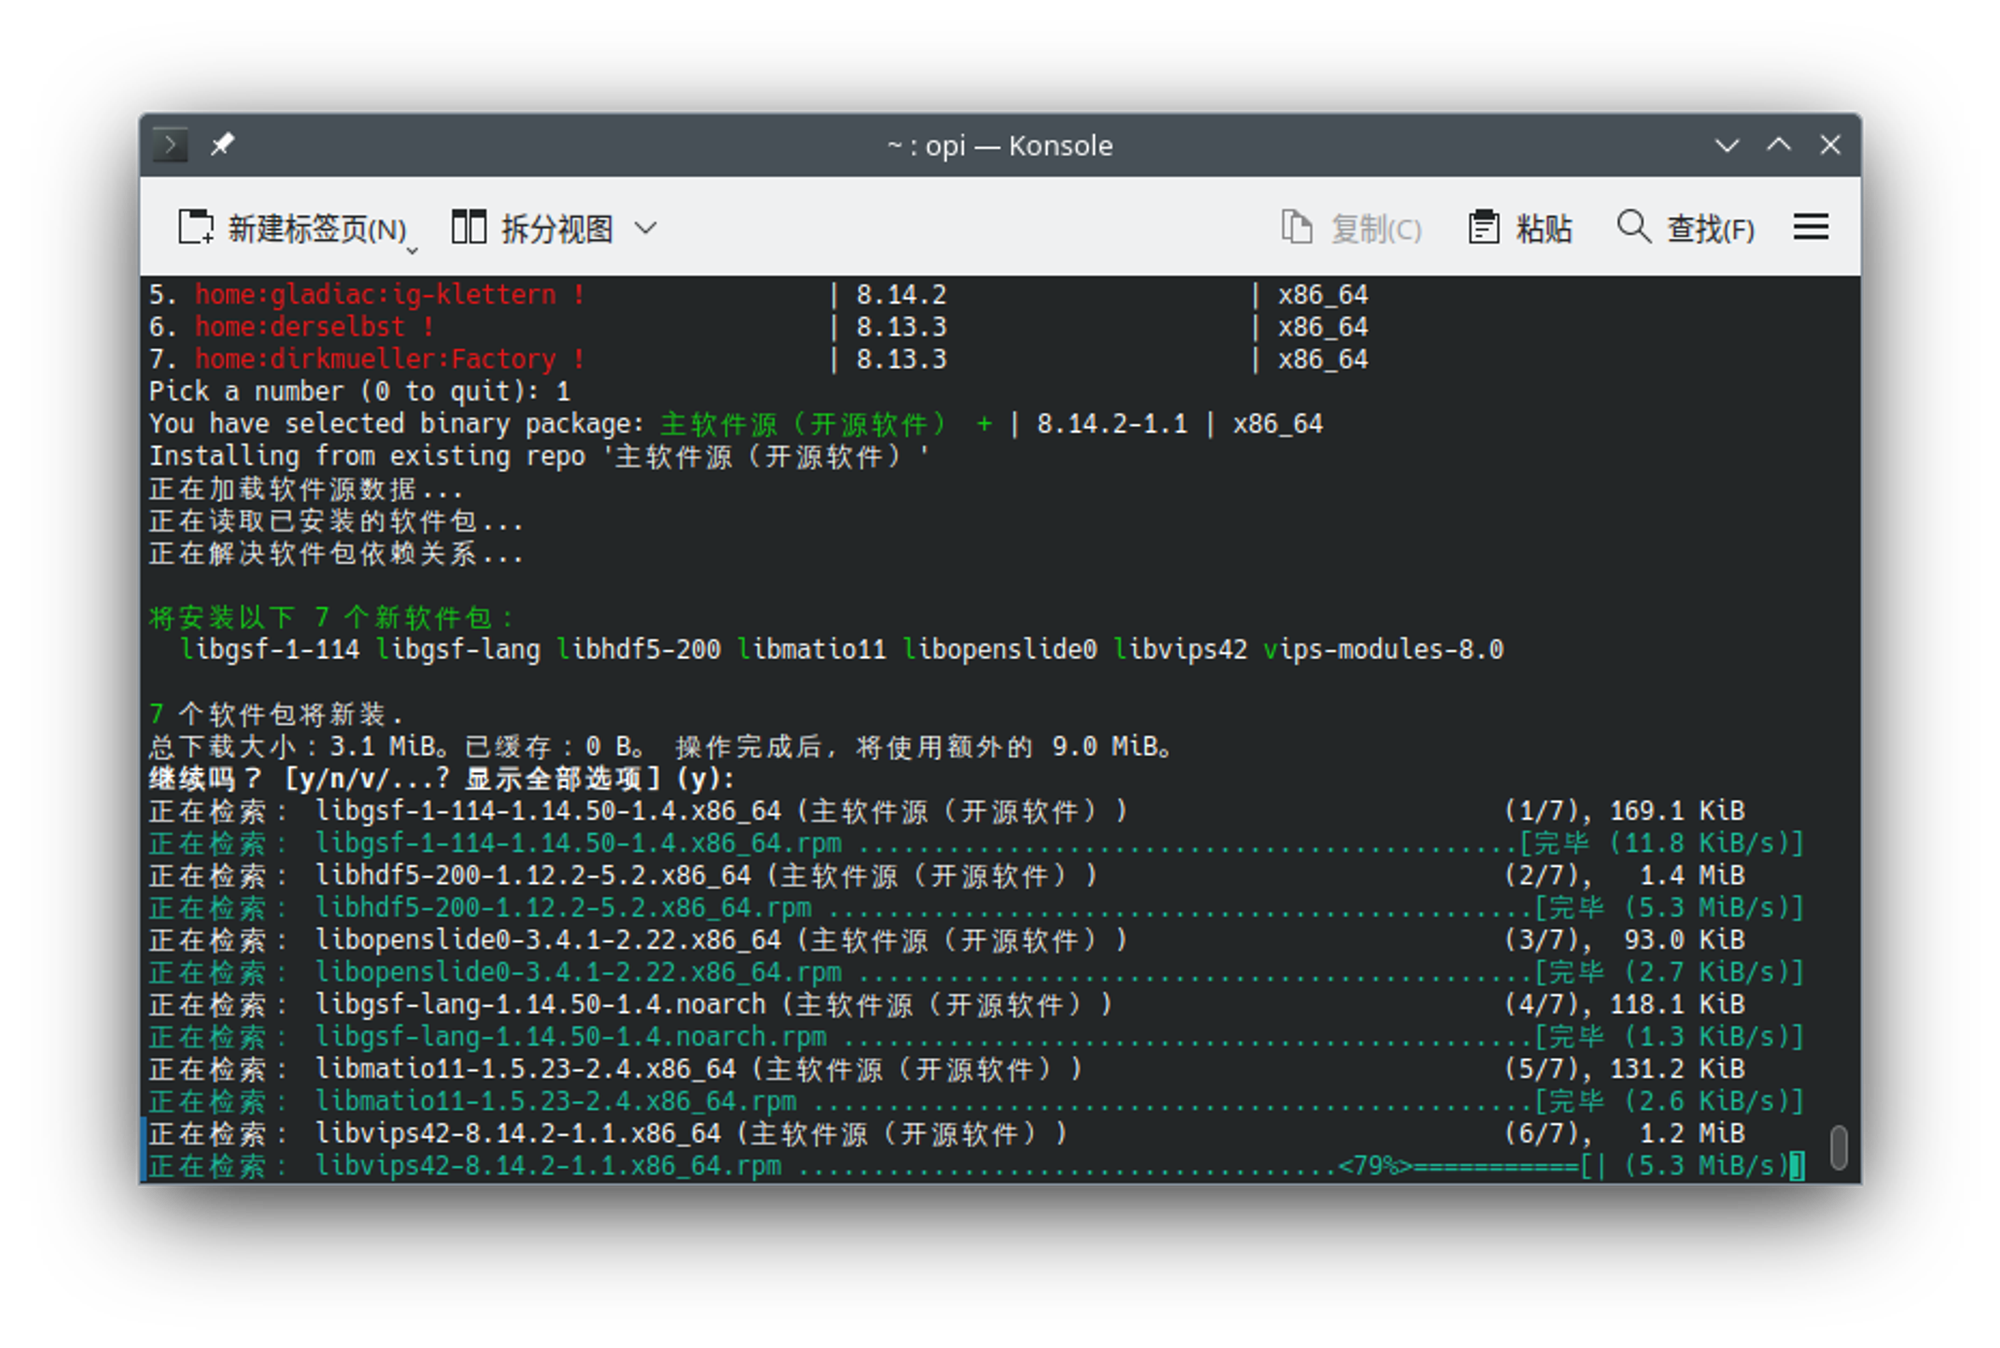 ~ : opi — Konsole
新建标签页(N) 拆分视图 复制(C) 粘贴 查找(F)
5. home:gladiac:ig-klettern ! | 8.14.2 | x86_64
6. home:derselbst ! | 8.13.3 | x86_64
7. home:dirkmueller:Factory ! | 8.13.3 | x86_64
Pick a number (0 to quit): 1
You have selected binary package: 主软件源（开源软件） + | 8.14.2-1.1 | x86_64
Installing from existing repo '主软件源（开源软件）'
正在加载软件源数据...
正在读取已安装的软件包...
正在解决软件包依赖关系...
将安装以下 7 个新软件包：
libgsf-1-114 libgsf-lang libhdf5-200 libmatio11 libopenslide0 libvips42 vips-modules-8.0
7 个软件包将新装.
总下载大小：3.1 MiB。已缓存：0 B。 操作完成后，将使用额外的 9.0 MiB。
继续吗？ [y/n/v/...? 显示全部选项] (y):
正在检索： libgsf-1-114-1.14.50-1.4.x86_64 (主软件源（开源软件）) (1/7), 169.1 KiB
正在检索： libgsf-1-114-1.14.50-1.4.x86_64.rpm ............................................[完毕 (11.8 KiB/s)]
正在检索： libhdf5-200-1.12.2-5.2.x86_64 (主软件源（开源软件）) (2/7), 1.4 MiB
正在检索： libhdf5-200-1.12.2-5.2.x86_64.rpm ...............................................[完毕 (5.3 MiB/s)]
正在检索： libopenslide0-3.4.1-2.22.x86_64 (主软件源（开源软件）) (3/7), 93.0 KiB
正在检索： libopenslide0-3.4.1-2.22.x86_64.rpm .............................................[完毕 (2.7 KiB/s)]
正在检索： libgsf-lang-1.14.50-1.4.noarch (主软件源（开源软件）) (4/7), 118.1 KiB
正在检索： libgsf-lang-1.14.50-1.4.noarch.rpm ..............................................[完毕 (1.3 KiB/s)]
正在检索： libmatio11-1.5.23-2.4.x86_64 (主软件源（开源软件）) (5/7), 131.2 KiB
正在检索： libmatio11-1.5.23-2.4.x86_64.rpm ................................................[完毕 (2.6 KiB/s)]
正在检索： libvips42-8.14.2-1.1.x86_64 (主软件源（开源软件）) (6/7), 1.2 MiB
正在检索： libvips42-8.14.2-1.1.x86_64.rpm ....................................<79%>===========[| (5.3 MiB/s)]